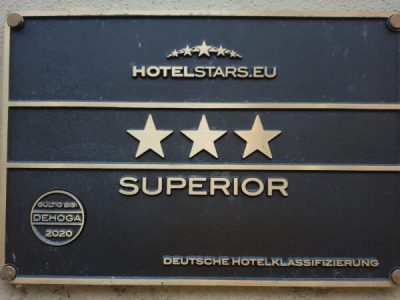 HOTELSTARS.EU
SUPERIOR
GÜLTIG BIS:
DEHOGA
2020
DEUTSCHE HOTELKLASSIFIZIERUNG